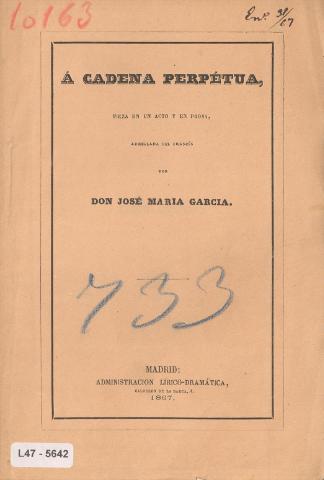 10163
Enº 31/67
Á CADENA PERPÉTUA,
PIEZA EN UN ACTO Y EN PROSA,
ARREGLADA DEL FRANCÉS
POR
DON JOSÉ MARIA GARCIA.
733
MADRID:
ADMINISTRACION LÍRICO-DRAMÁTICA,
1867.
L47 - 5642